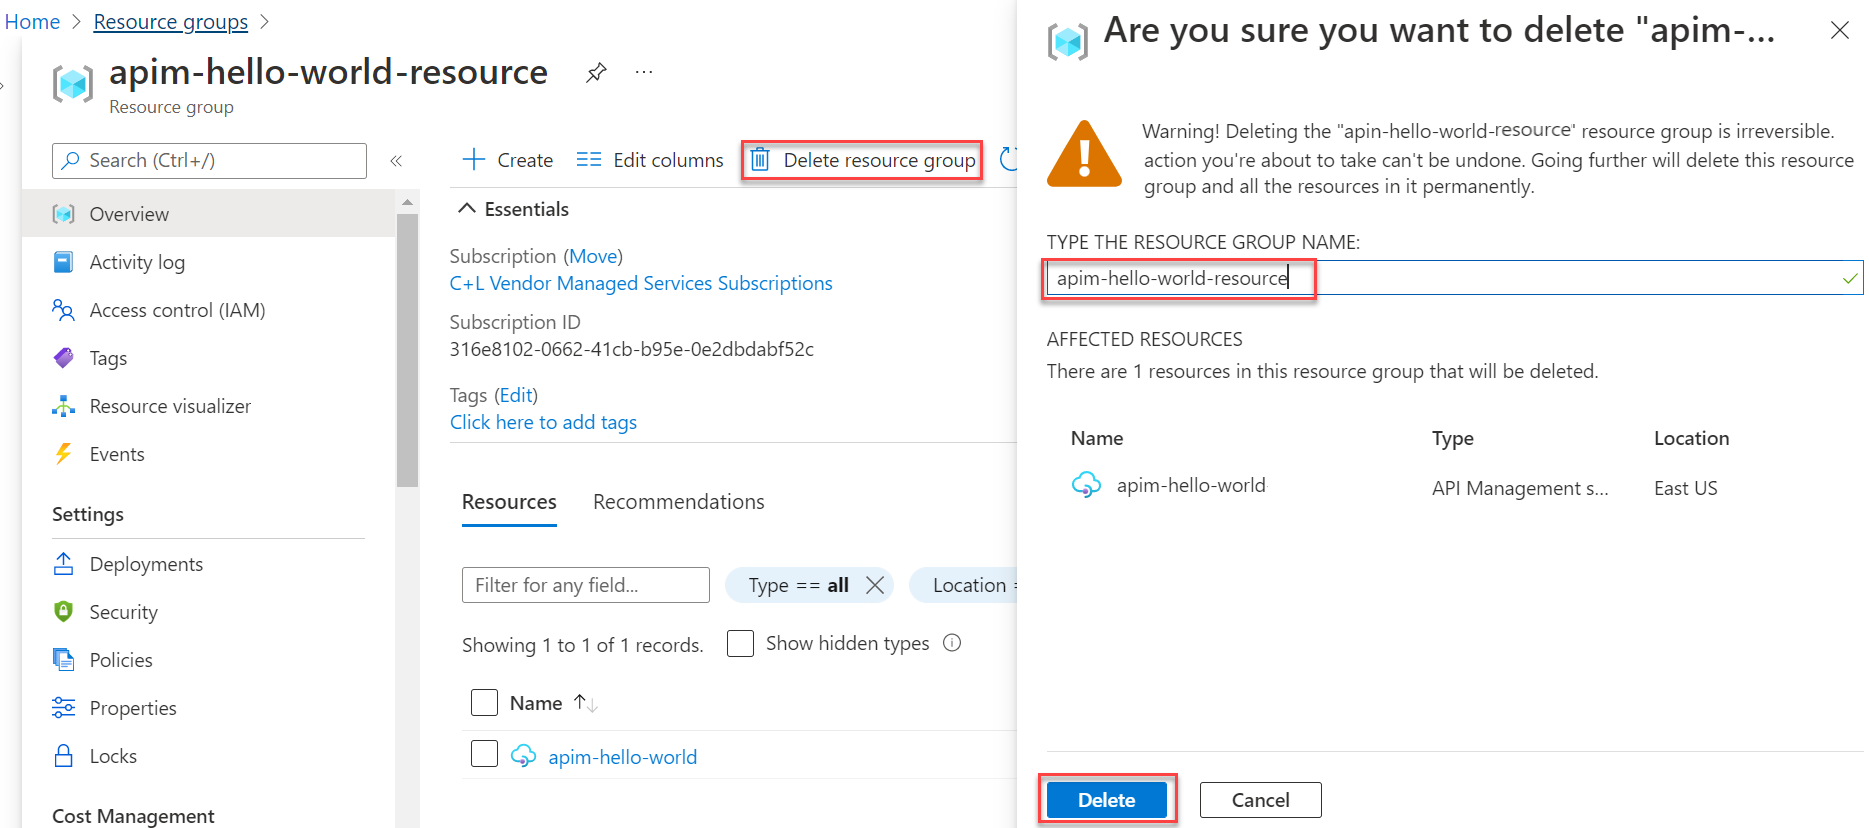 Home > Resource groups >
apim-hello-world-resource ...
Resource group
Search (Ctrl+/)
«
Overview
Activity log
Access control (IAM)
Tags
Resource visualizer
Events
Settings
Deployments
Security
Policies
Properties
Locks
Cost Management
Create
Edit columns
Delete resource group
Essentials
Subscription (Move)
C+L Vendor Managed Services Subscriptions
Subscription ID
316e8102-0662-41cb-b95e-0e2dbdabf52c
Tags (Edit)
Click here to add tags
Resources Recommendations
Filter for any field...
Type == all
Location =
Showing 1 to 1 of 1 records.
Show hidden types
Name ↑↓
apim-hello-world
Are you sure you want to delete "apim-...
Warning! Deleting the "apin-hello-world-resource' resource group is irreversible.
action you're about to take can't be undone. Going further will delete this resource
group and all the resources in it permanently.
TYPE THE RESOURCE GROUP NAME:
apim-hello-world-resource
AFFECTED RESOURCES
There are 1 resources in this resource group that will be deleted.
Name Type Location
apim-hello-world API Management s... East US
Delete Cancel